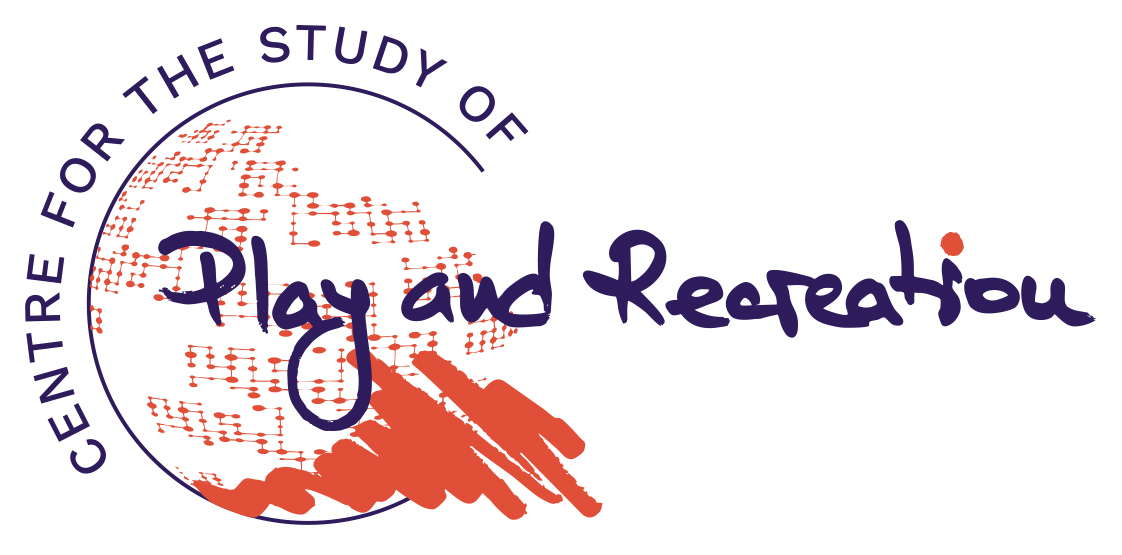 CENTRE FOR THE STUDY OF
Play and Recreation